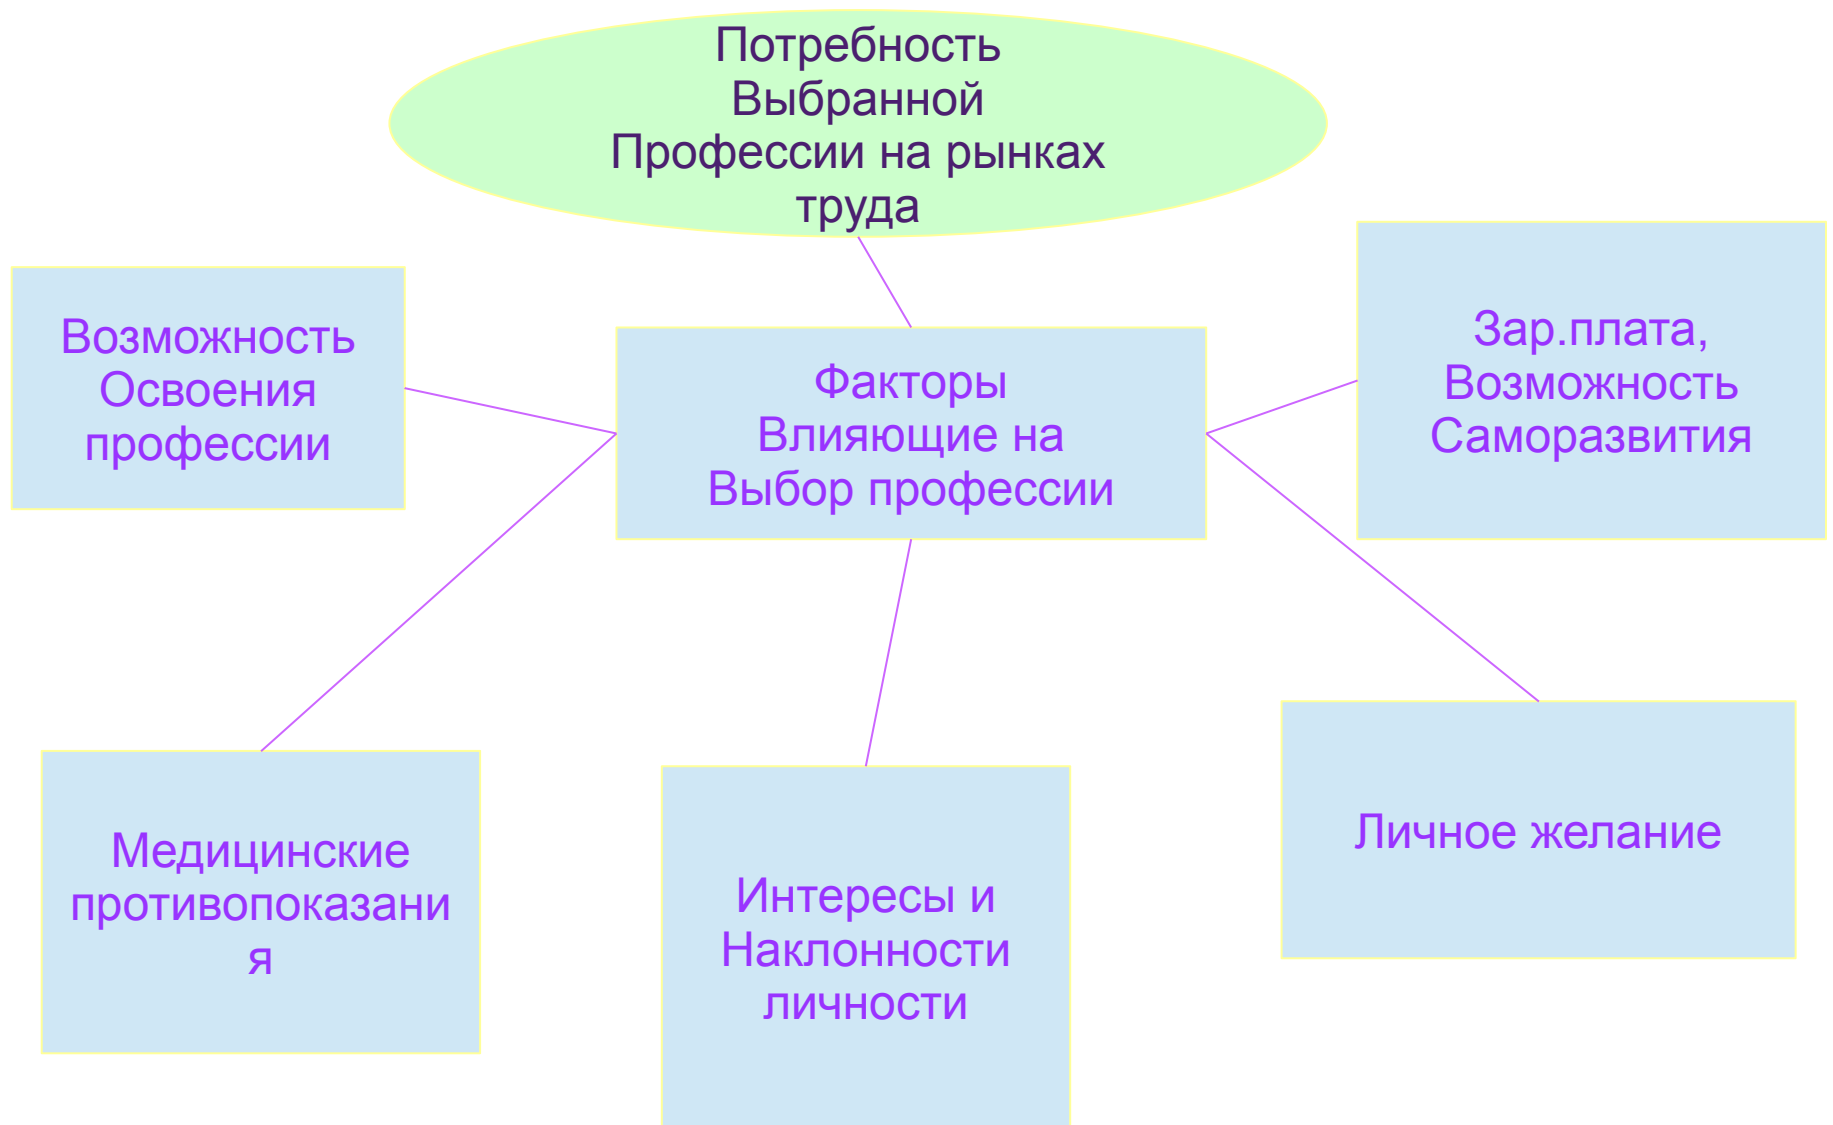 Потребность
Выбранной
Профессии на рынках
труда
Возможность
Освоения
профессии
Факторы
Влияющие на
Выбор профессии
Зар.плата,
Возможность
Саморазвития
Медицинские
противопоказани
я
Интересы и
Наклонности
личности
Личное желание